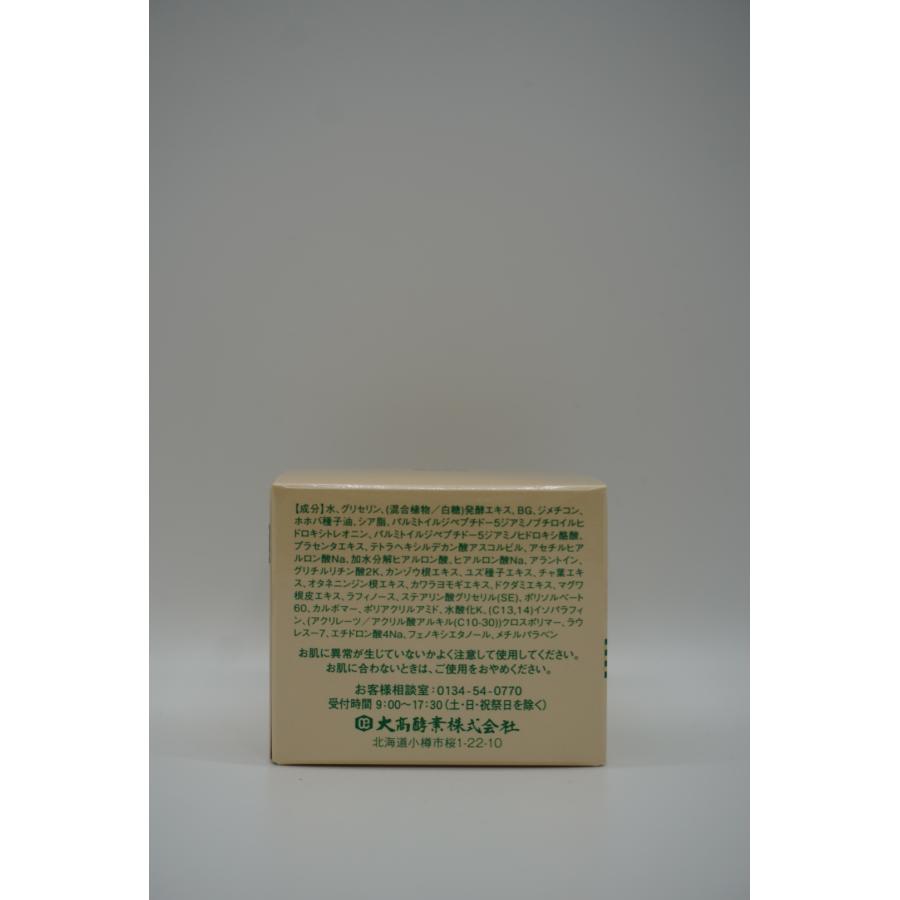 【成分】水、グリセリン、(混合植物／白糖)発酵エキス、BG、ジメチコン、
ホホバ種子油、シア脂、パルミトイルジペプチドー5ジアミノブチロイルヒ
ドロキシトレオニン、パルミトイルジペプチドー5ジアミノヒドロキシ酪酸、
プラセンタエキス、テトラヘキシルデカン酸アスコルビル、アセチルヒア
ルロン酸Na、加水分解ヒアルロン酸、ヒアルロン酸Na、アラントイン、
グリチルリチン酸2K、カンゾウ根エキス、ユズ種子エキス、チャ葉エキ
ス、オタネニンジン根エキス、カワラヨモギエキス、ドクダミエキス、マグワ
根皮エキス、ラフィノース、ステアリン酸グリセリル(SE)、ポリソルベート
60、カルボマー、ポリアクリルアミド、水酸化K、(C13,14)イソパラフィ
ン、(アクリレーツ／アクリル酸アルキル(C10-30))クロスポリマー、ラウ
レスー7、エチドロン酸4Na、フェノキシエタノール、メチルパラベン
お肌に異常が生じていないかよく注意して使用してください。
お肌に合わないときは、ご使用をおやめください。
お客様相談室:0134-54-0770
受付時間 9:00〜17:30(土・日・祝祭日を除く)
大高酵素株式会社
北海道小樽市桜1-22-10